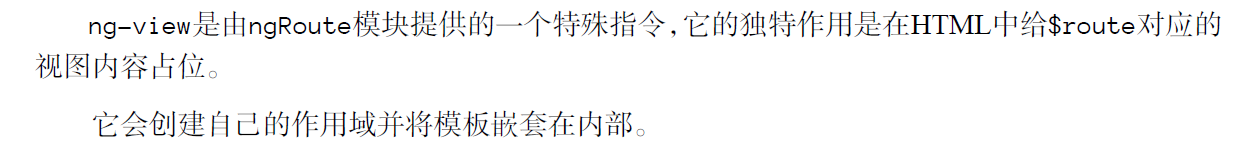 ng-view是由ngRoute模块提供的一个特殊指令,它的独特作用是在HTML中给$route对应的
视图内容占位。
它会创建自己的作用域并将模板嵌套在内部。